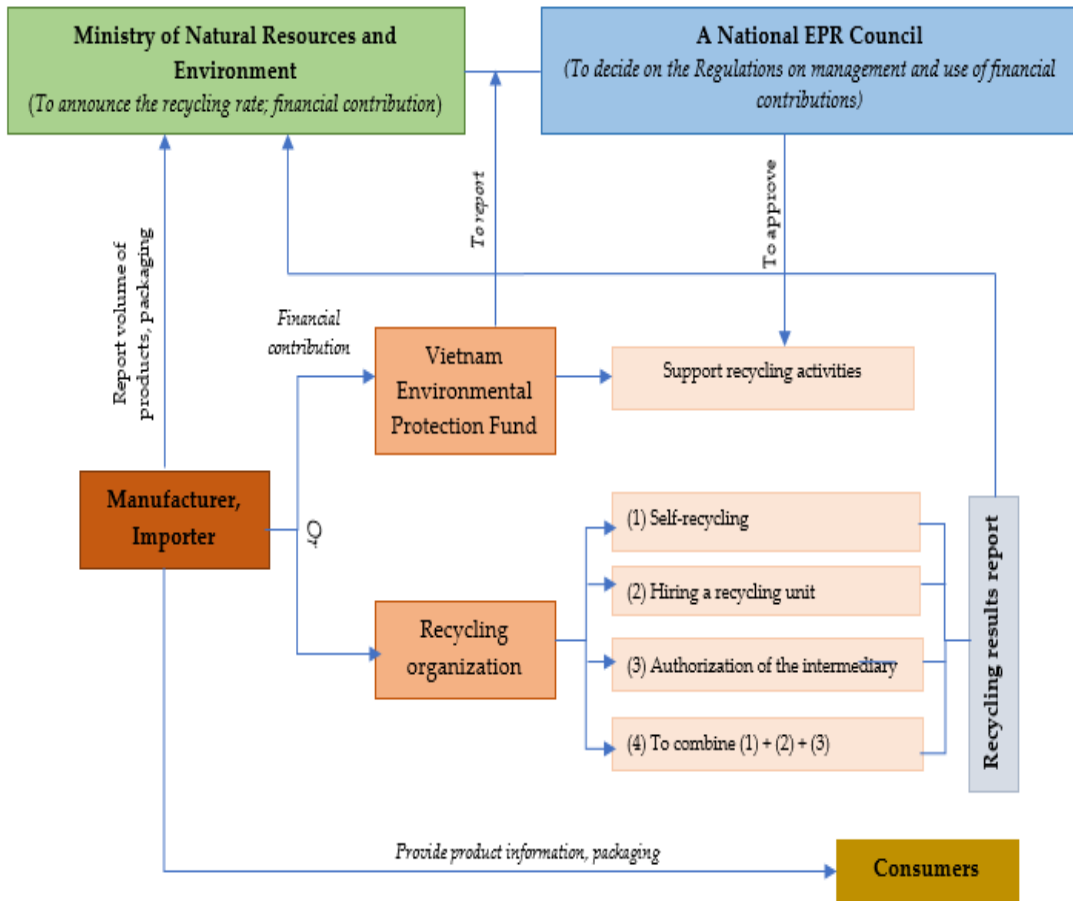 Ministry of Natural Resources and
Environment
(To announce the recycling rate; financial contribution)
A National EPR Council
(To decide on the Regulations on management and use of financial
contributions)
To report
To approve
Report volume of
products, packaging
Financial
contribution
Vietnam
Environmental
Protection Fund
Support recycling activities
Manufacturer,
Importer
Or
Recycling
organization
(1) Self-recycling
(2) Hiring a recycling unit
(3) Authorization of the intermediary
(4) To combine (1) + (2) + (3)
Recycling results report
Provide product information, packaging
Consumers